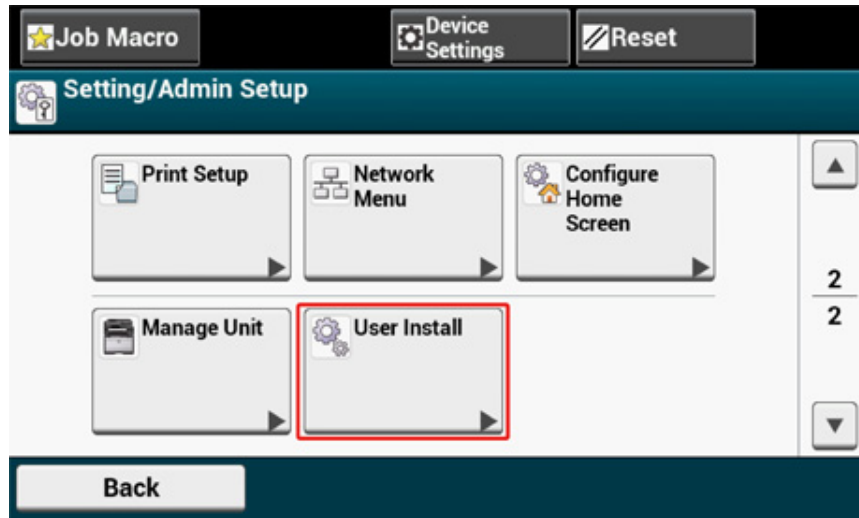 Job Macro
Device
Settings
Reset
Setting/Admin Setup
Print Setup
Network
Menu
Configure
Home
Screen
2
2
Manage Unit
User Install
Back